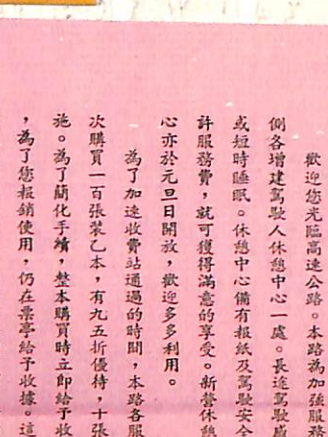 歡迎您光臨高速公路。本路為加強服務
側各增建駕駛人休憩中心一處。長途駕駛感
或短時睡眠。休憩中心備有報紙及駕駛安全
許服務費，就可獲得滿意的享受。新營休憩
心亦於元旦日開放，歡迎多多利用。
為了加速收費站通過的時間，本路各服
次購買一百張裝乙本，有九五折優待，十張
施。為了簡化手續，整本購買時立即給予收
，為了您報銷使用，仍在票亭給予收據。這